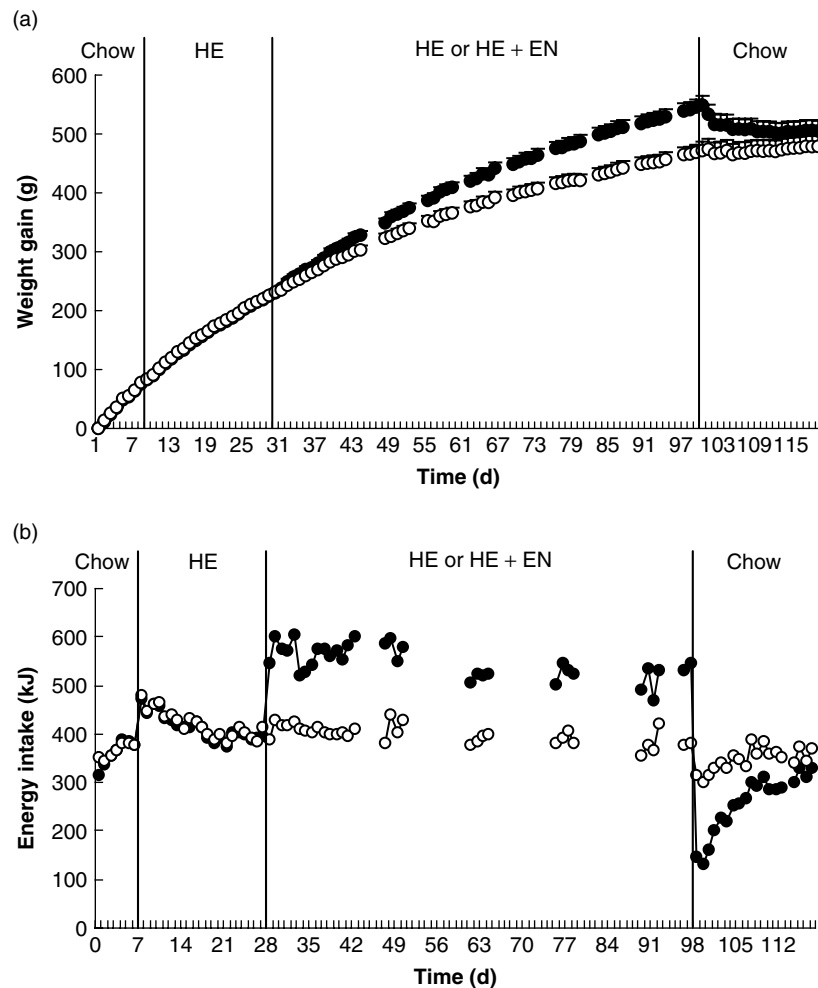 (a)
Chow HE HE or HE + EN Chow
600
500
400
300
200
100
0
1 7 13 19 25 31 37 43 49 55 61 67 73 79 85 91 97 103 109 115
Weight gain (g)
Time (d)
(b)
Chow HE HE or HE + EN Chow
700
600
500
400
300
200
100
0
0 7 14 21 28 35 42 49 56 63 70 77 84 91 98 105 112
Energy intake (kJ)
Time (d)